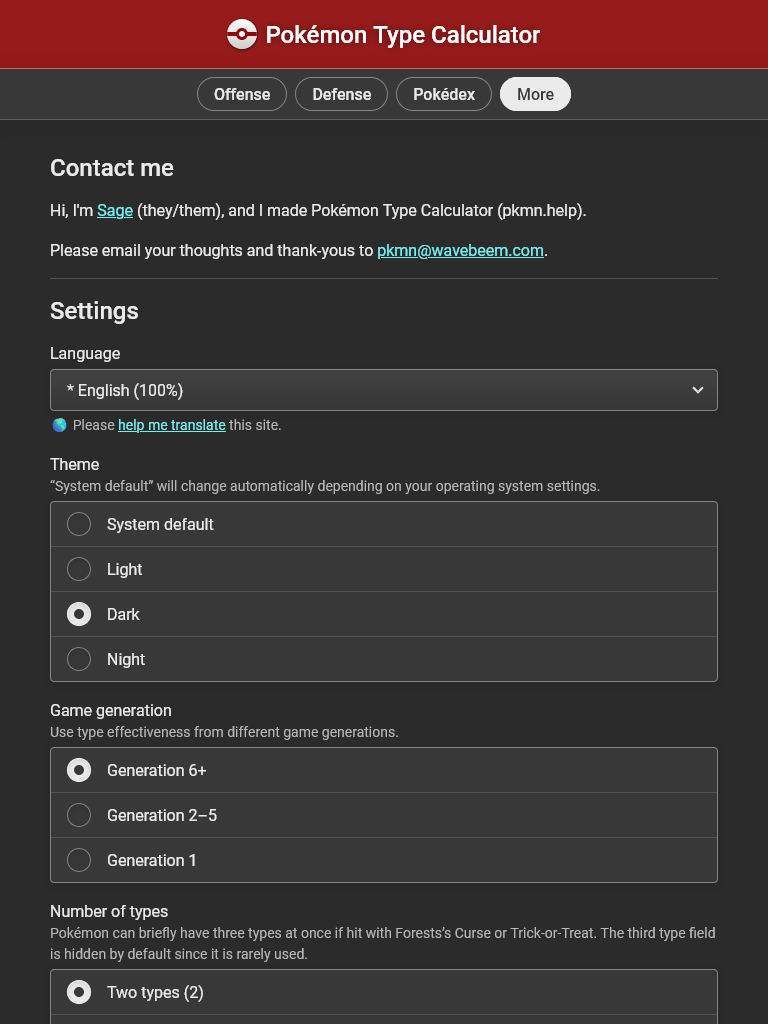 Pokémon Type Calculator
Offense
Defense
Pokédex
More
Contact me
Hi, I'm Sage (they/them), and I made Pokémon Type Calculator (pkmn.help).
Please email your thoughts and thank-yous to pkmn@wavebeem.com.
Settings
Language
* English (100%)
Please help me translate this site.
Theme
“System default” will change automatically depending on your operating system settings.
System default
Light
Dark
Night
Game generation
Use type effectiveness from different game generations.
Generation 6+
Generation 2–5
Generation 1
Number of types
Pokémon can briefly have three types at once if hit with Forests’s Curse or Trick-or-Treat. The third type field
is hidden by default since it is rarely used.
Two types (2)